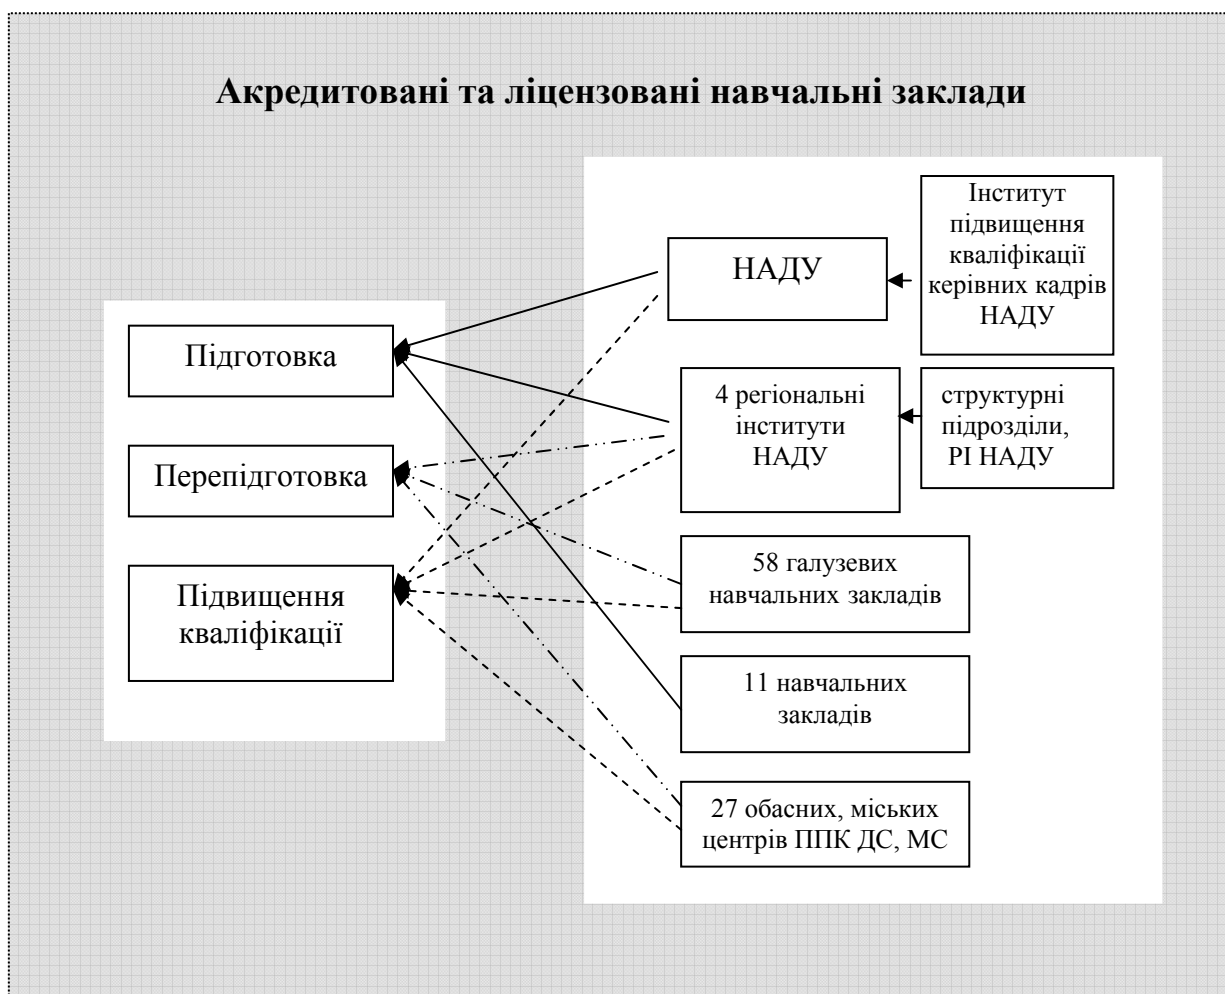 Акредитовані та ліцензовані навчальні заклади
Підготовка
Перепідготовка
Підвищення
кваліфікації
НАДУ
Інститут
підвищення
кваліфікації
керівних кадрів
НАДУ
4 регіональні
інститути
НАДУ
структурні
підрозділи,
РІ НАДУ
58 галузевих
навчальних закладів
11 навчальних
закладів
27 обасних, міських
центрів ППК ДС, МС